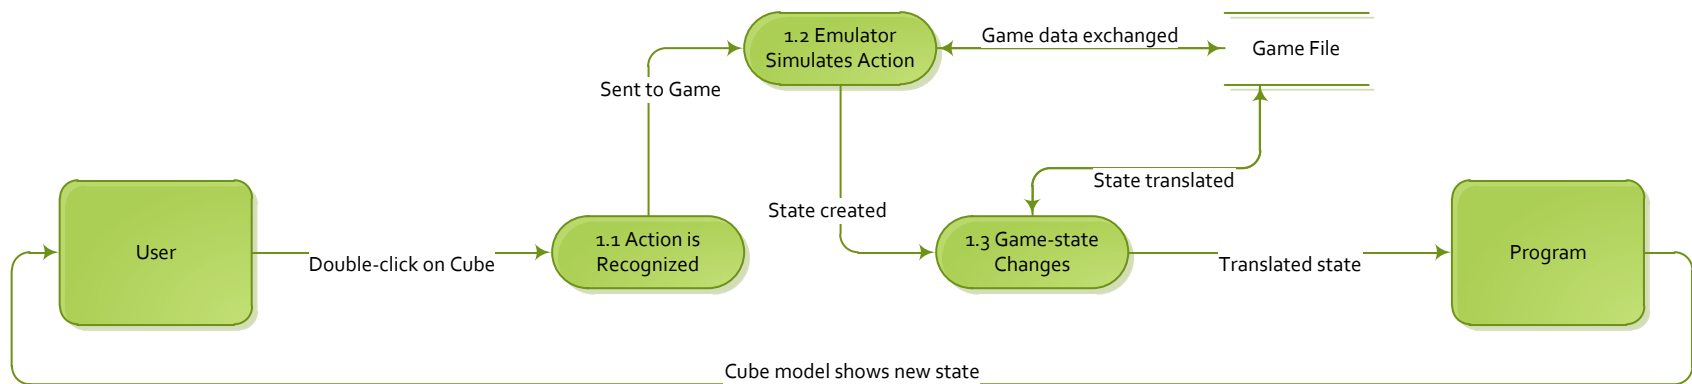 1.2 Emulator
Simulates Action
Game data exchanged
Game File
Sent to Game
State translated
State created
User
Double-click on Cube
1.1 Action is
Recognized
1.3 Game-state
Changes
Translated state
Program
Cube model shows new state